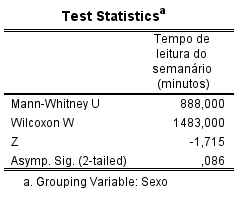 Test Statisticsa
Tempo de
leitura do
semanário
(minutos)
Mann-Whitney U 888,000
Wilcoxon W 1483,000
Z -1,715
Asymp. Sig. (2-tailed) ,086
a. Grouping Variable: Sexo